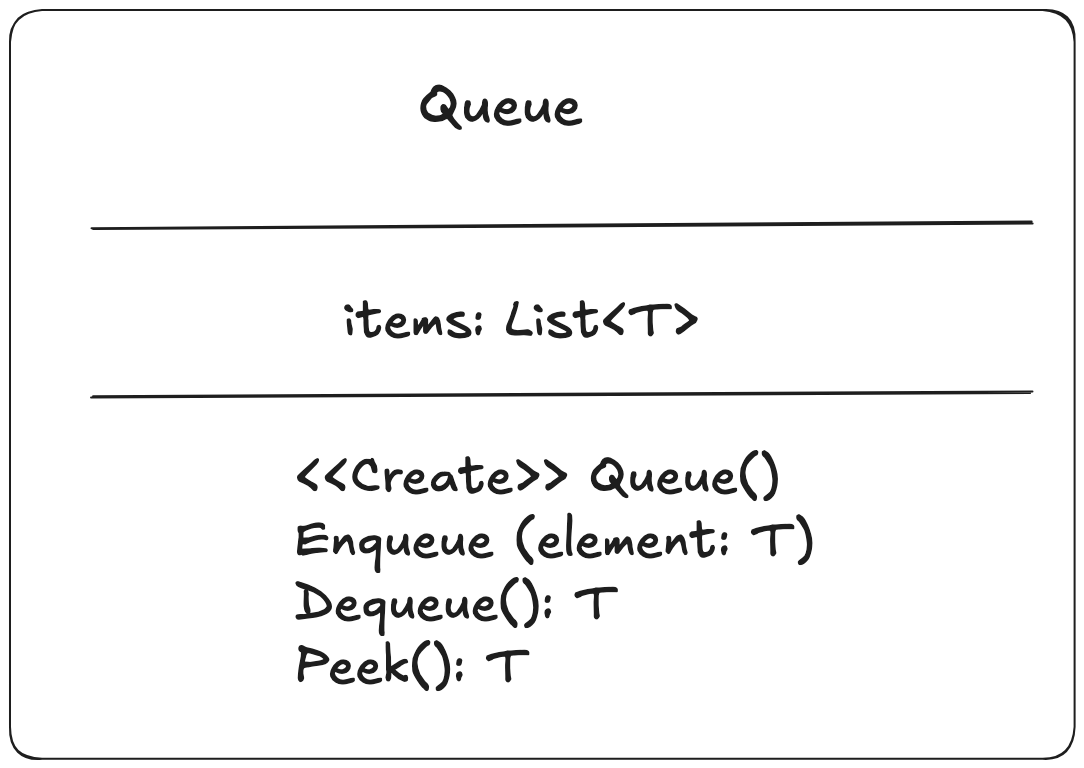 Queue
items: List<T>
<<Create>> Queue()
Enqueue (element: T)
Dequeue(): T
Peek(): T